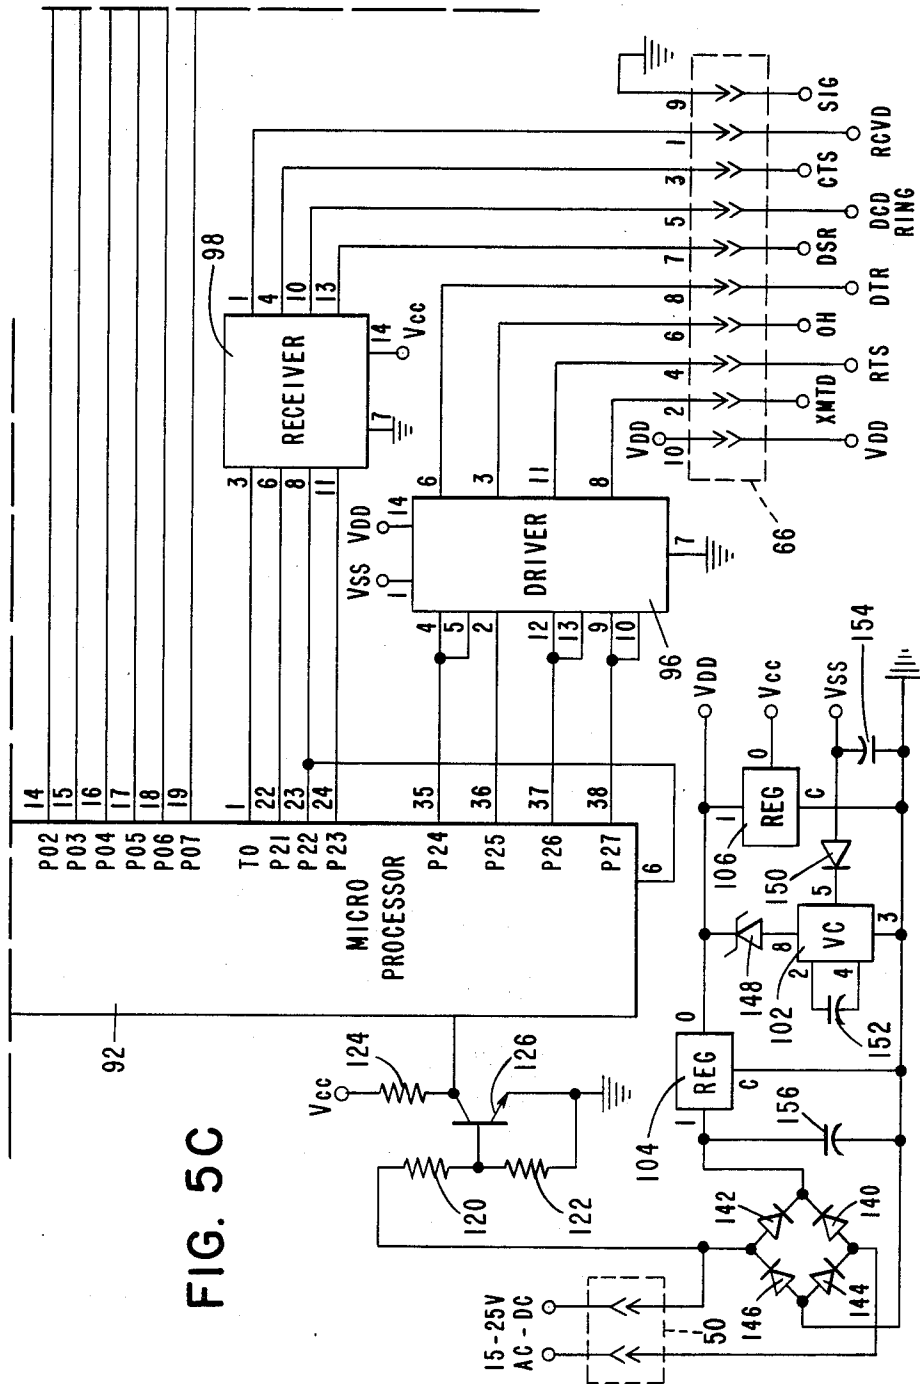 FIG. 5C
92
MICRO
PROCESSOR
P02 14
P03 15
P04 16
P05 17
P06 18
P07 19
T0 1
P21 22
P22 23
P23 24
P24 35
P25 36
P26 37
P27 38
6
98
RECEIVER
3 1
6 4
8 10
11 13
7
14
Vcc
DRIVER
96
VSS
1
VDD
14
4
5
2
12
13
9
10
6
3
11
8
7
9
1
3
5
7
8
6
4
2
VDD
10
66
SIG
RCVD
CTS
DCD
RING
DSR
DTR
OH
RTS
XMTD
VDD
Vcc
124
126
120
122
15-25V
AC-DC
50
142
140
146
144
156
104
1 REG 0
C
148
8
2 VC 5
4
3
102
152
150
106
1
REG 0
C
VDD
Vcc
VSS
154